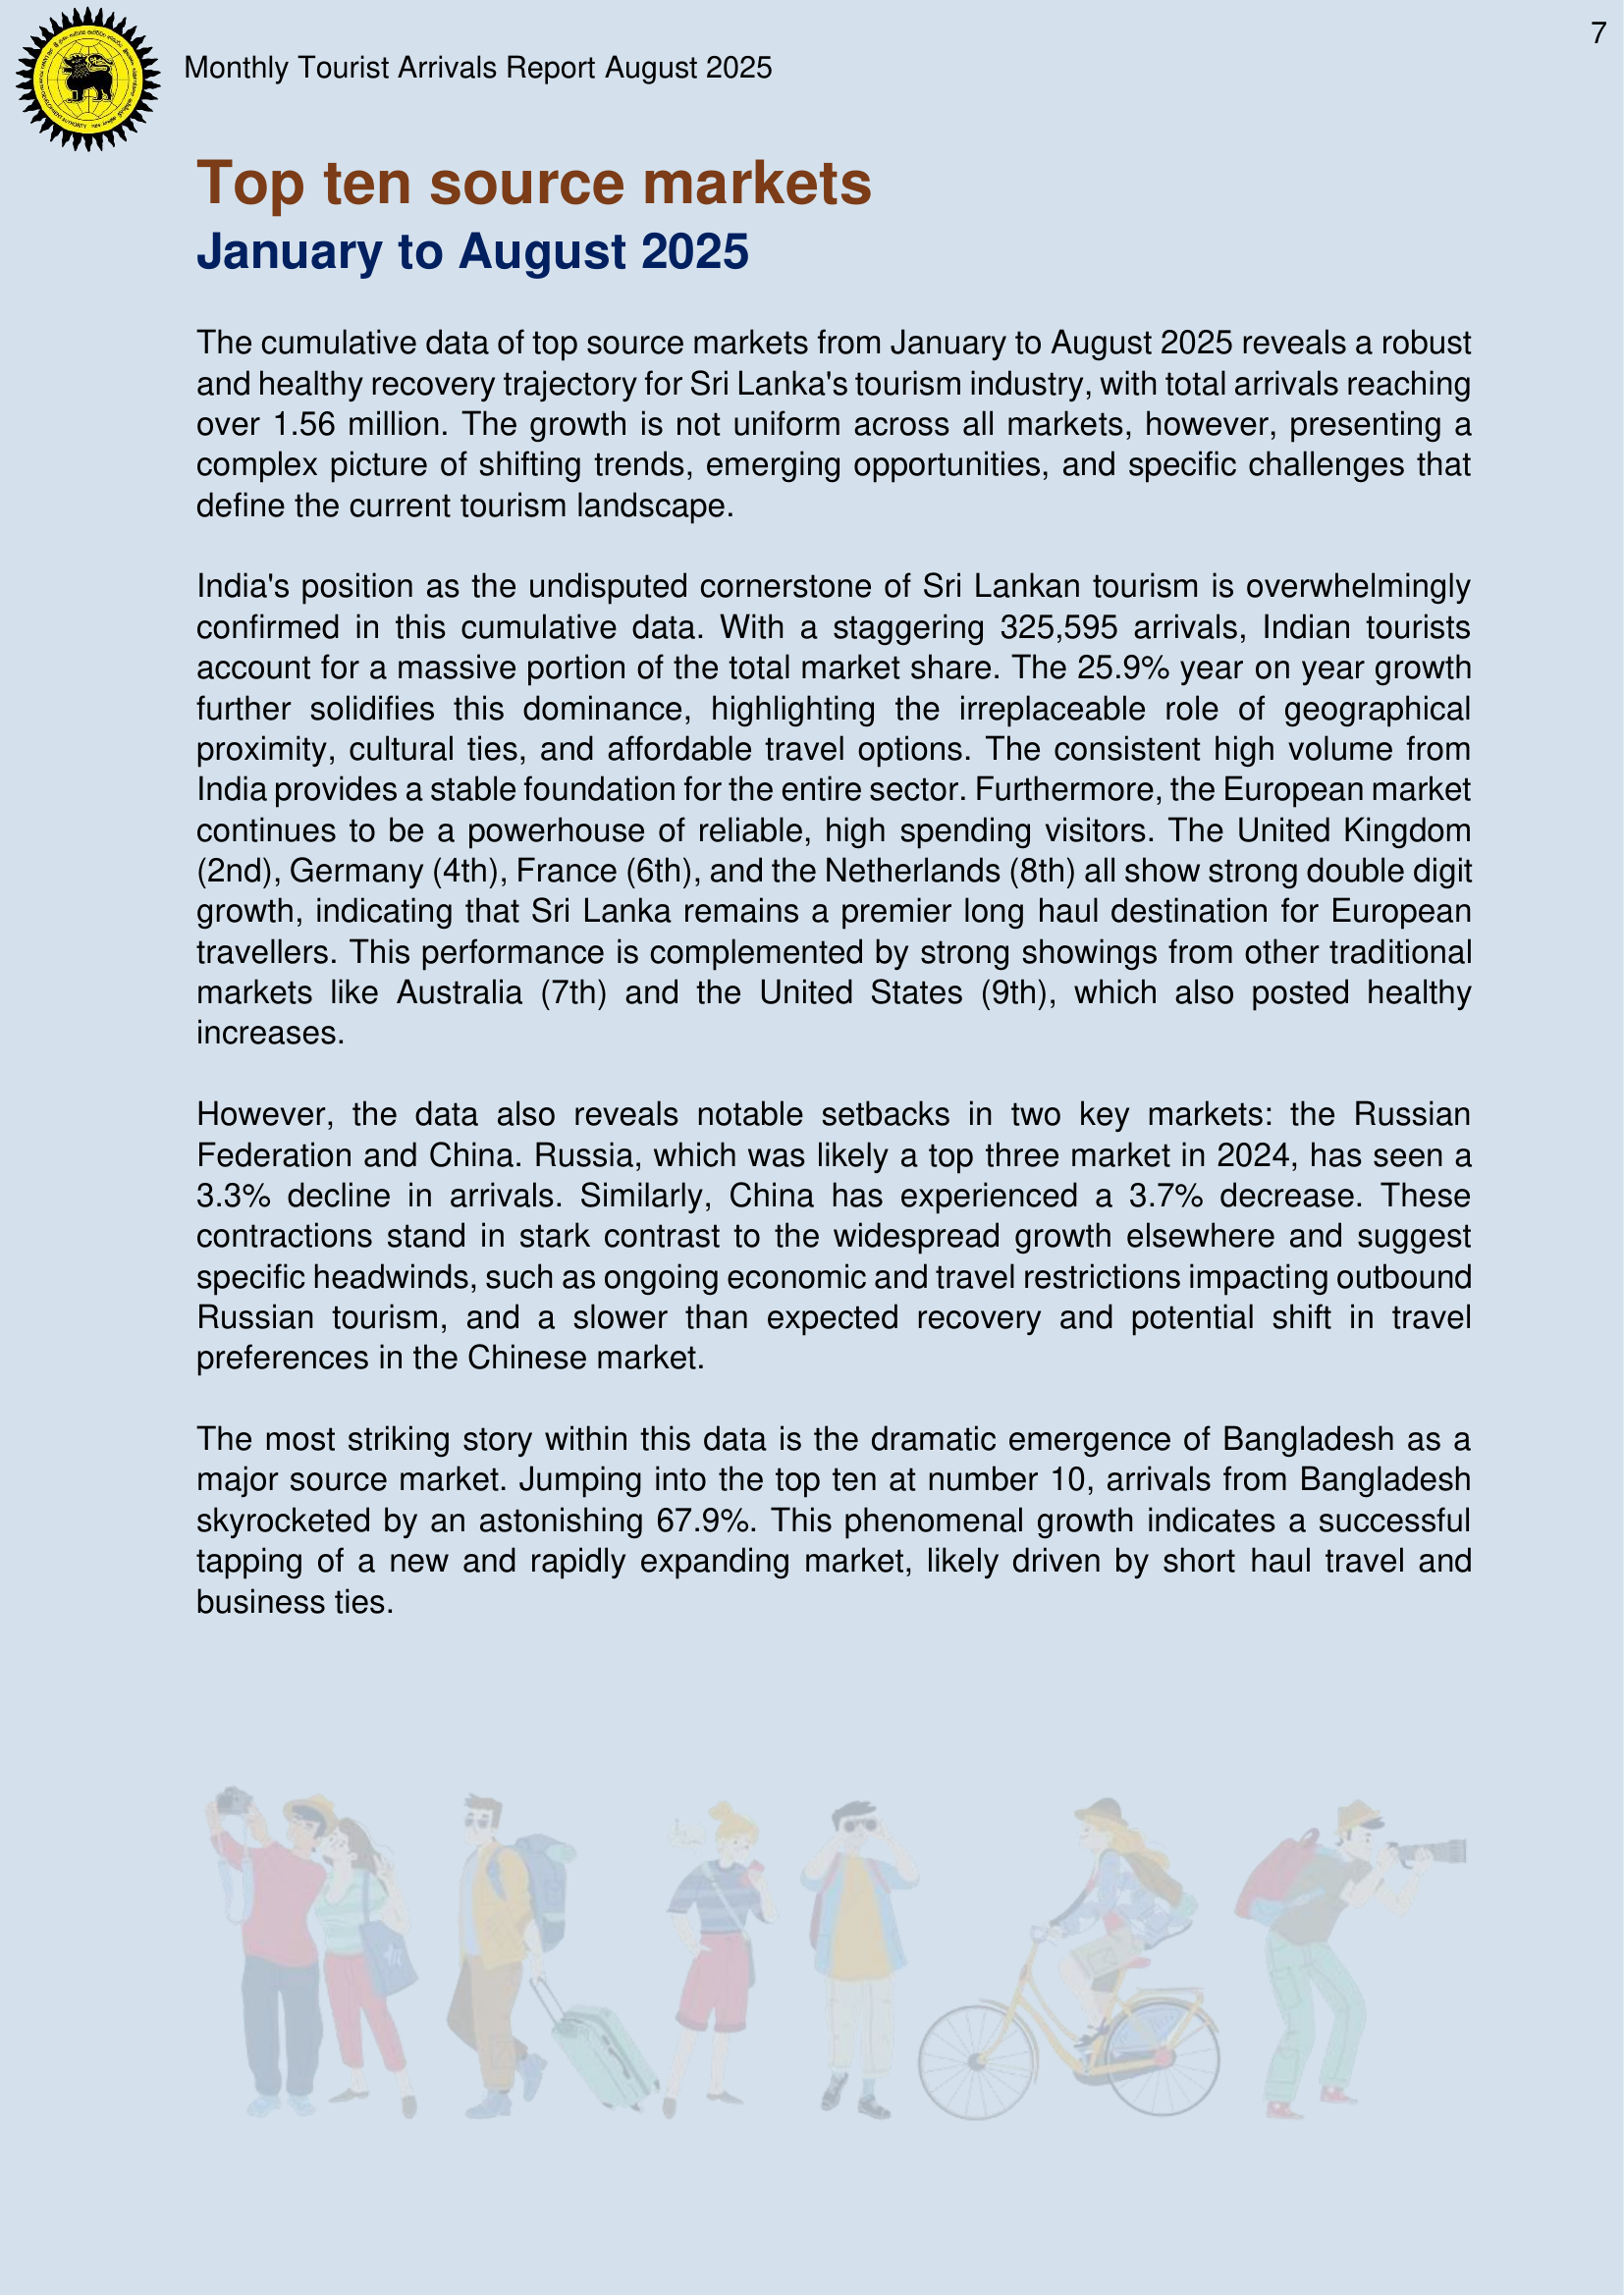 7
Monthly Tourist Arrivals Report August 2025
Top ten source markets
January to August 2025
The cumulative data of top source markets from January to August 2025 reveals a robust
and healthy recovery trajectory for Sri Lanka's tourism industry, with total arrivals reaching
over 1.56 million. The growth is not uniform across all markets, however, presenting a
complex picture of shifting trends, emerging opportunities, and specific challenges that
define the current tourism landscape.
India's position as the undisputed cornerstone of Sri Lankan tourism is overwhelmingly
confirmed in this cumulative data. With a staggering 325,595 arrivals, Indian tourists
account for a massive portion of the total market share. The 25.9% year on year growth
further solidifies this dominance, highlighting the irreplaceable role of geographical
proximity, cultural ties, and affordable travel options. The consistent high volume from
India provides a stable foundation for the entire sector. Furthermore, the European market
continues to be a powerhouse of reliable, high spending visitors. The United Kingdom
(2nd), Germany (4th), France (6th), and the Netherlands (8th) all show strong double digit
growth, indicating that Sri Lanka remains a premier long haul destination for European
travellers. This performance is complemented by strong showings from other traditional
markets like Australia (7th) and the United States (9th), which also posted healthy
increases.
However, the data also reveals notable setbacks in two key markets: the Russian
Federation and China. Russia, which was likely a top three market in 2024, has seen a
3.3% decline in arrivals. Similarly, China has experienced a 3.7% decrease. These
contractions stand in stark contrast to the widespread growth elsewhere and suggest
specific headwinds, such as ongoing economic and travel restrictions impacting outbound
Russian tourism, and a slower than expected recovery and potential shift in travel
preferences in the Chinese market.
The most striking story within this data is the dramatic emergence of Bangladesh as a
major source market. Jumping into the top ten at number 10, arrivals from Bangladesh
skyrocketed by an astonishing 67.9%. This phenomenal growth indicates a successful
tapping of a new and rapidly expanding market, likely driven by short haul travel and
business ties.